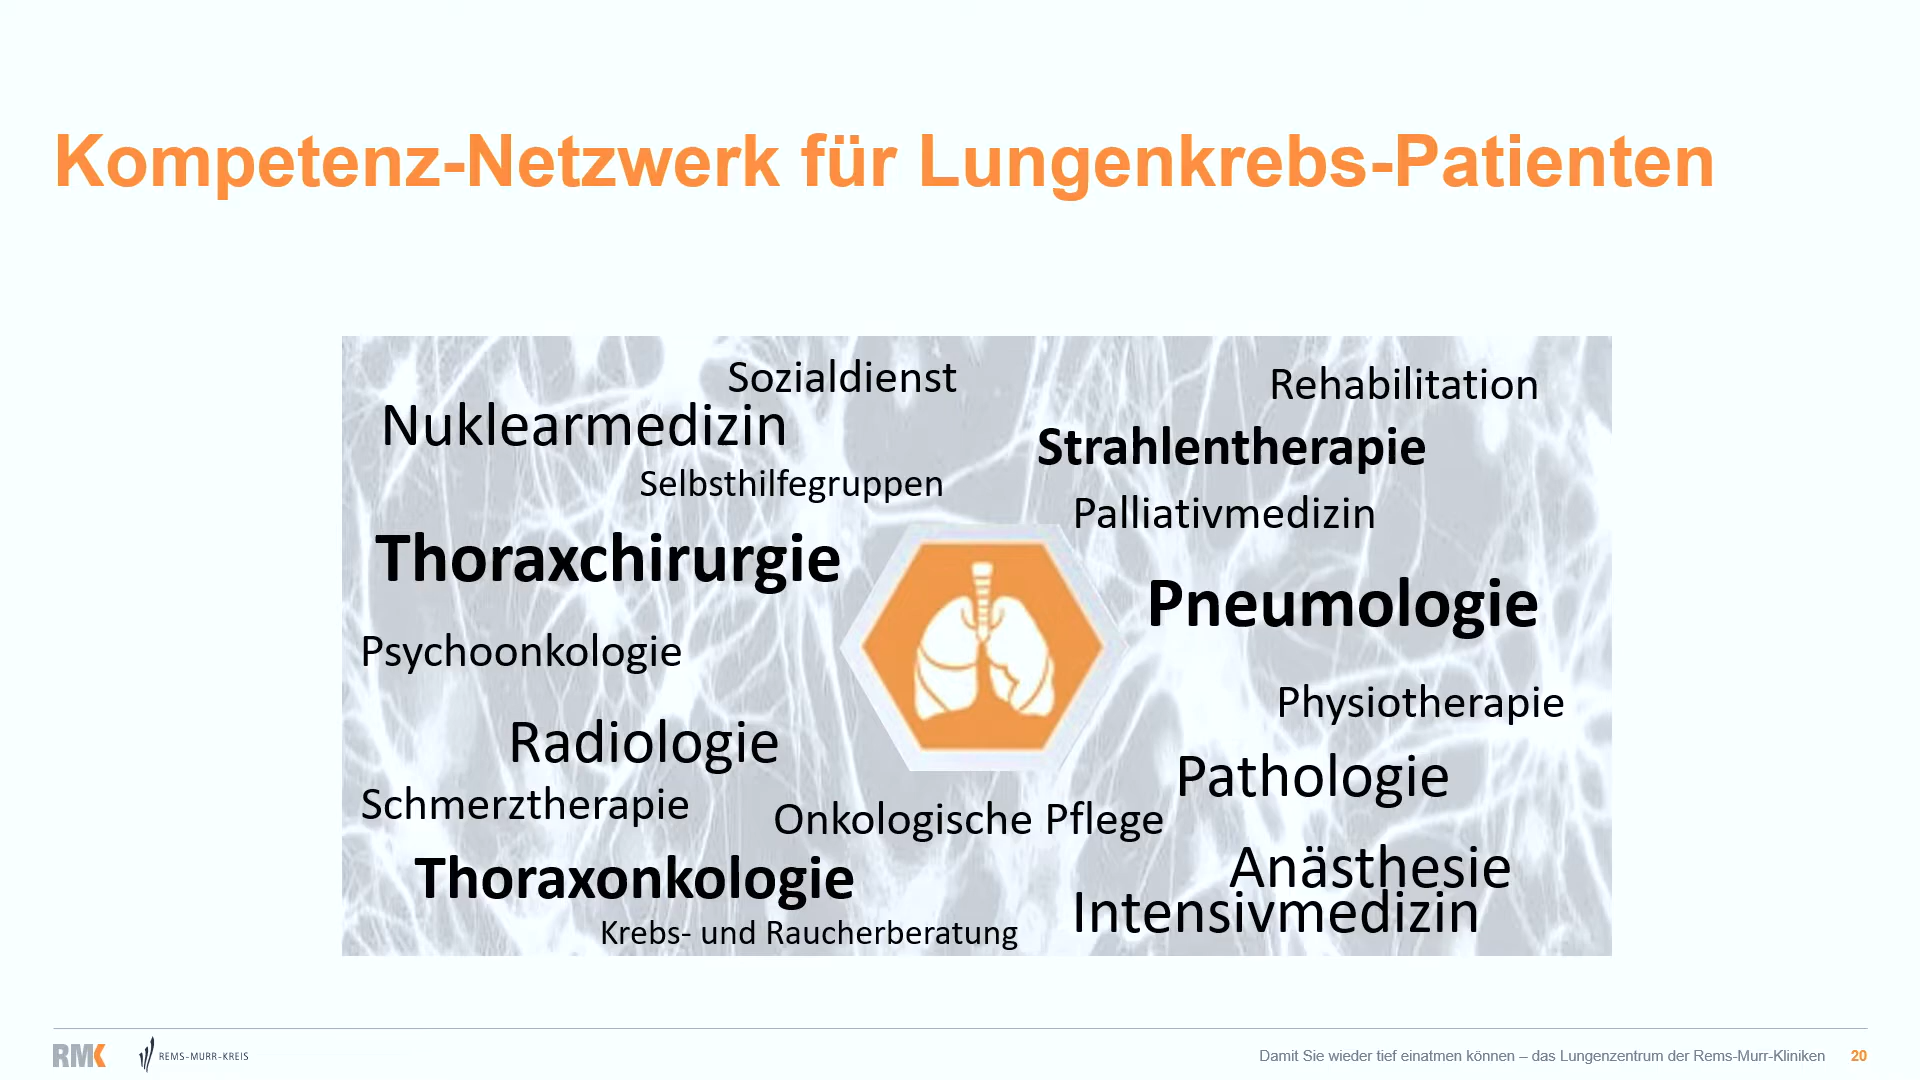 Kompetenz-Netzwerk für Lungenkrebs-Patienten
Sozialdienst
Rehabilitation
Nuklearmedizin
Strahlentherapie
Selbsthilfegruppen
Palliativmedizin
Thoraxchirurgie
Pneumologie
Psychoonkologie
Physiotherapie
Radiologie
Pathologie
Schmerztherapie
Onkologische Pflege
Anästhesie
Thoraxonkologie
Intensivmedizin
Krebs- und Raucherberatung
RMK
REMS-MURR-KREIS
Damit Sie wieder tief einatmen können – das Lungenzentrum der Rems-Murr-Kliniken 20